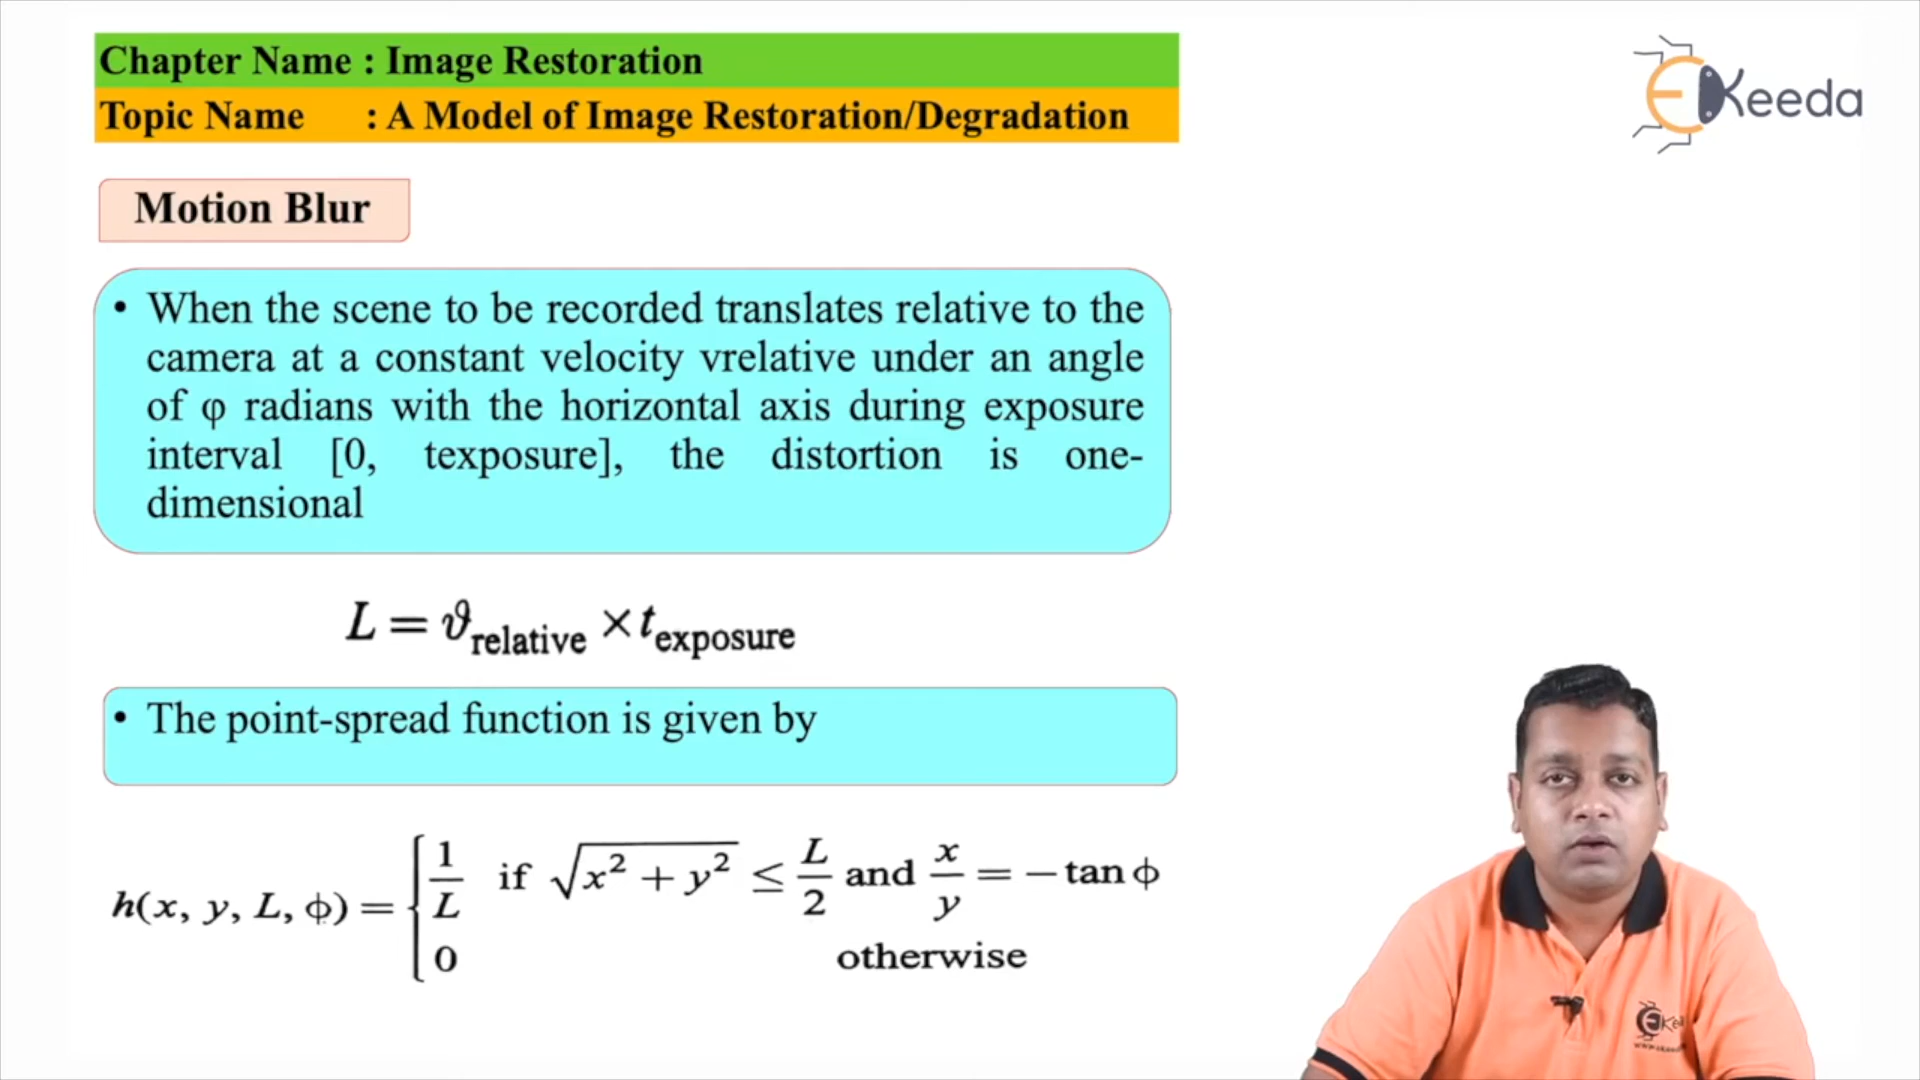 Chapter Name : Image Restoration
Topic Name : A Model of Image Restoration/Degradation
EKeeda
Motion Blur
• When the scene to be recorded translates relative to the
camera at a constant velocity vrelative under an angle
of φ radians with the horizontal axis during exposure
interval [0, texposure], the distortion is one-
dimensional
L = ϑrelative × texposure
• The point-spread function is given by
h(x, y, L, ϕ) = { 1/L if √(x² + y²) ≤ L/2 and x/y = − tan ϕ
0 otherwise